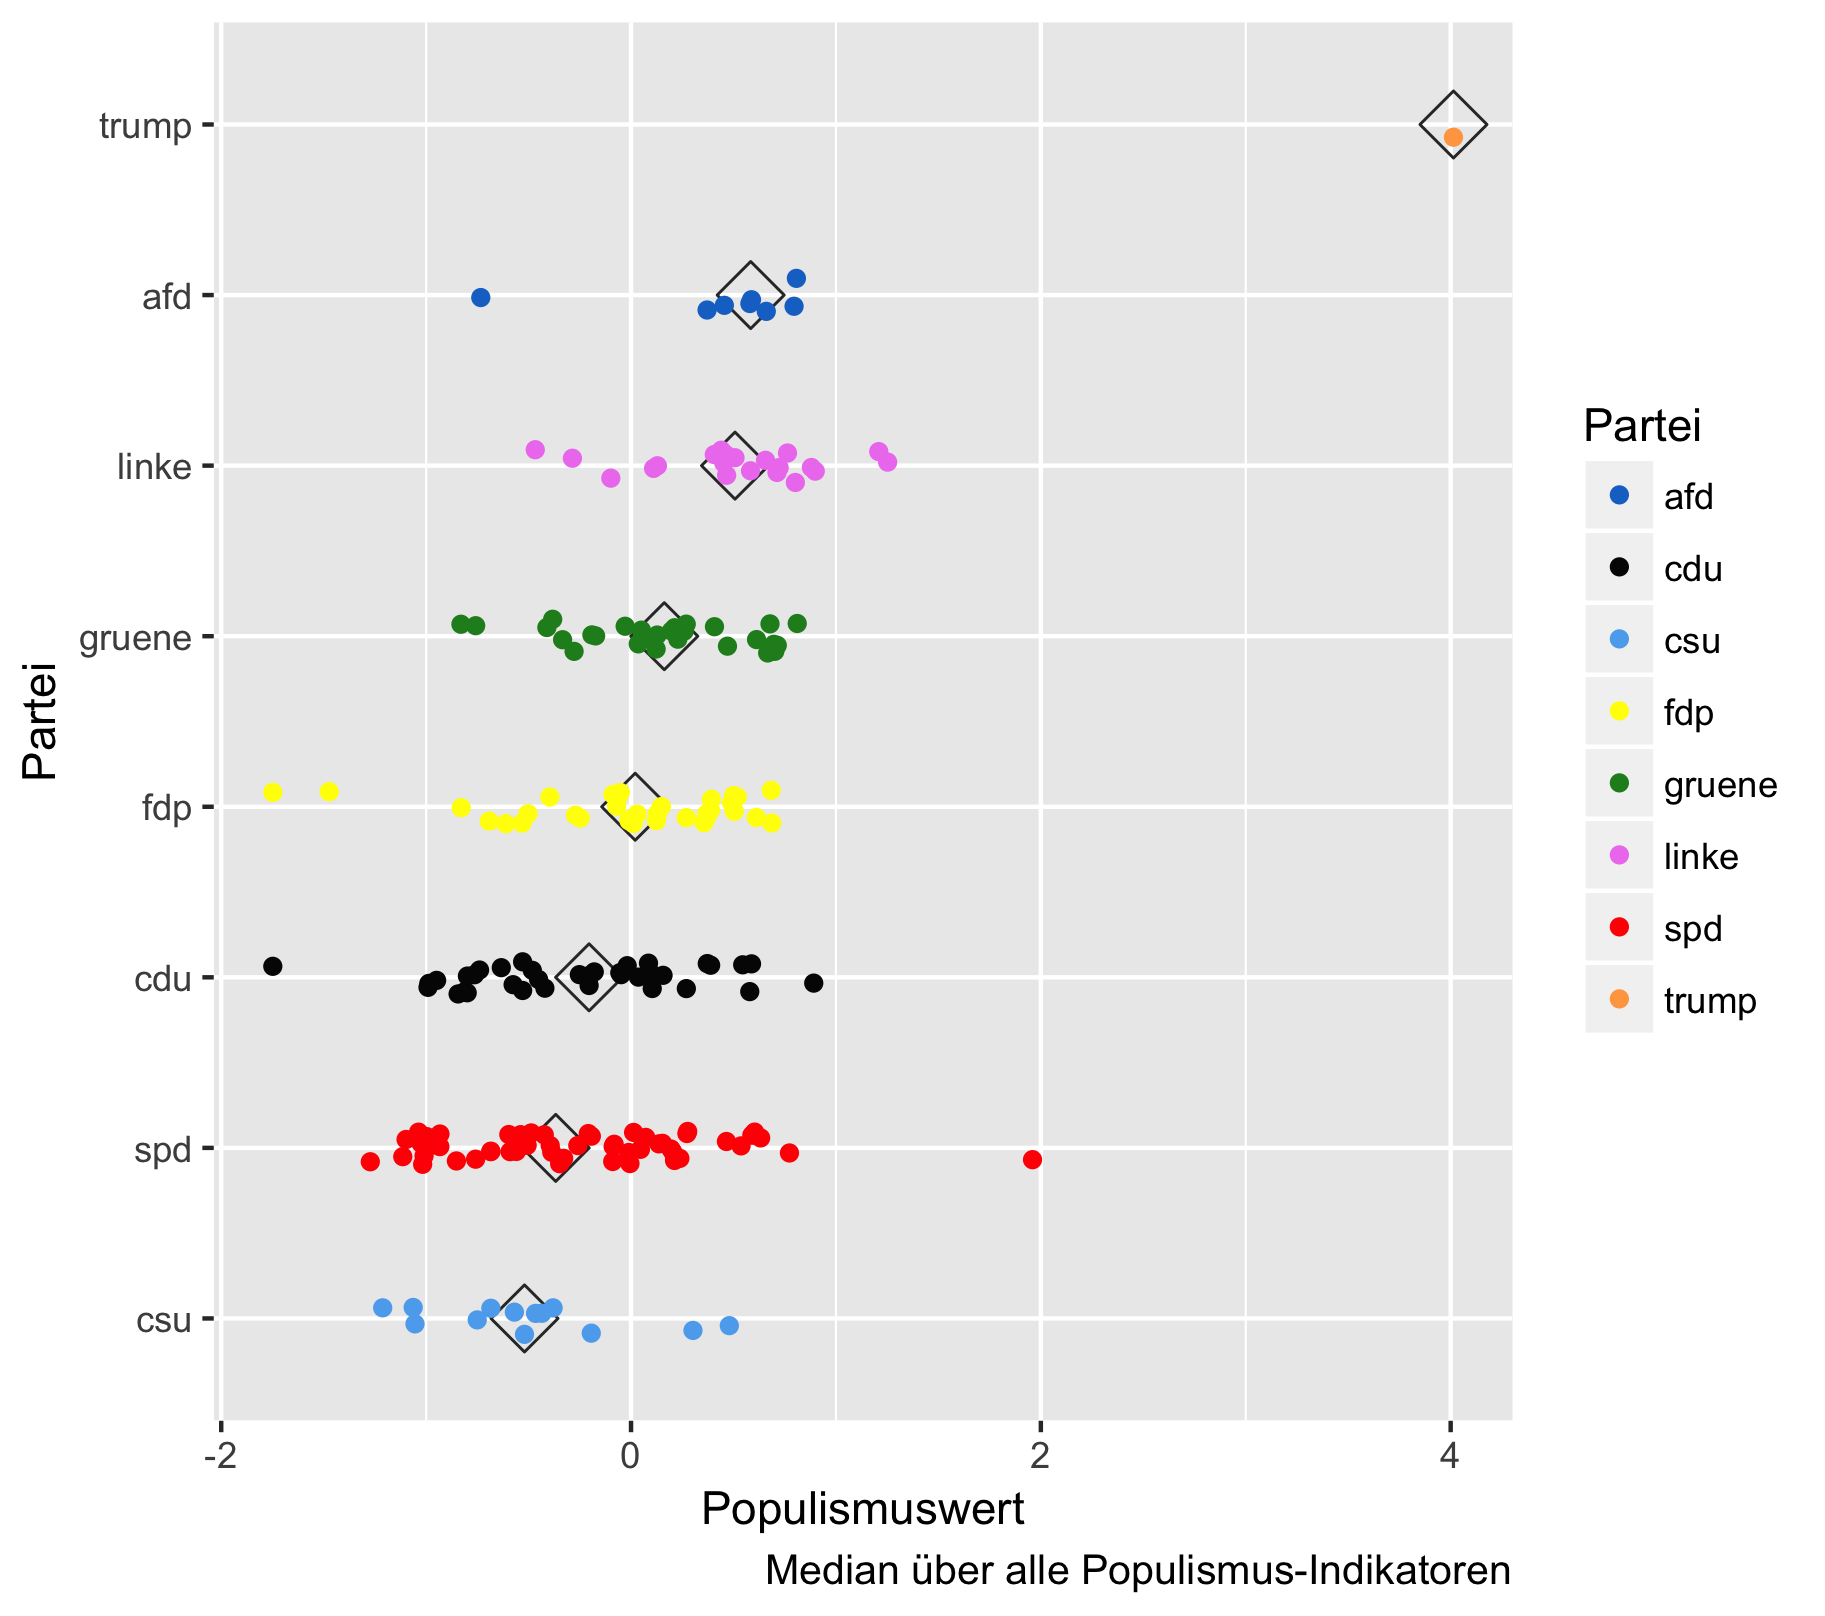 trump
afd
linke
gruene
fdp
cdu
spd
csu
Partei
-2
0
2
4
Populismuswert
Median über alle Populismus-Indikatoren
Partei
afd
cdu
csu
fdp
gruene
linke
spd
trump